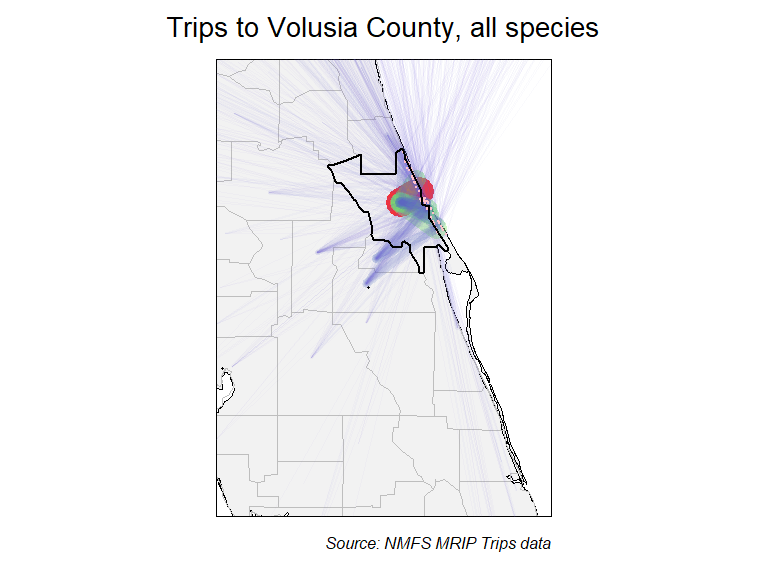 Trips to Volusia County, all species
Source: NMFS MRIP Trips data